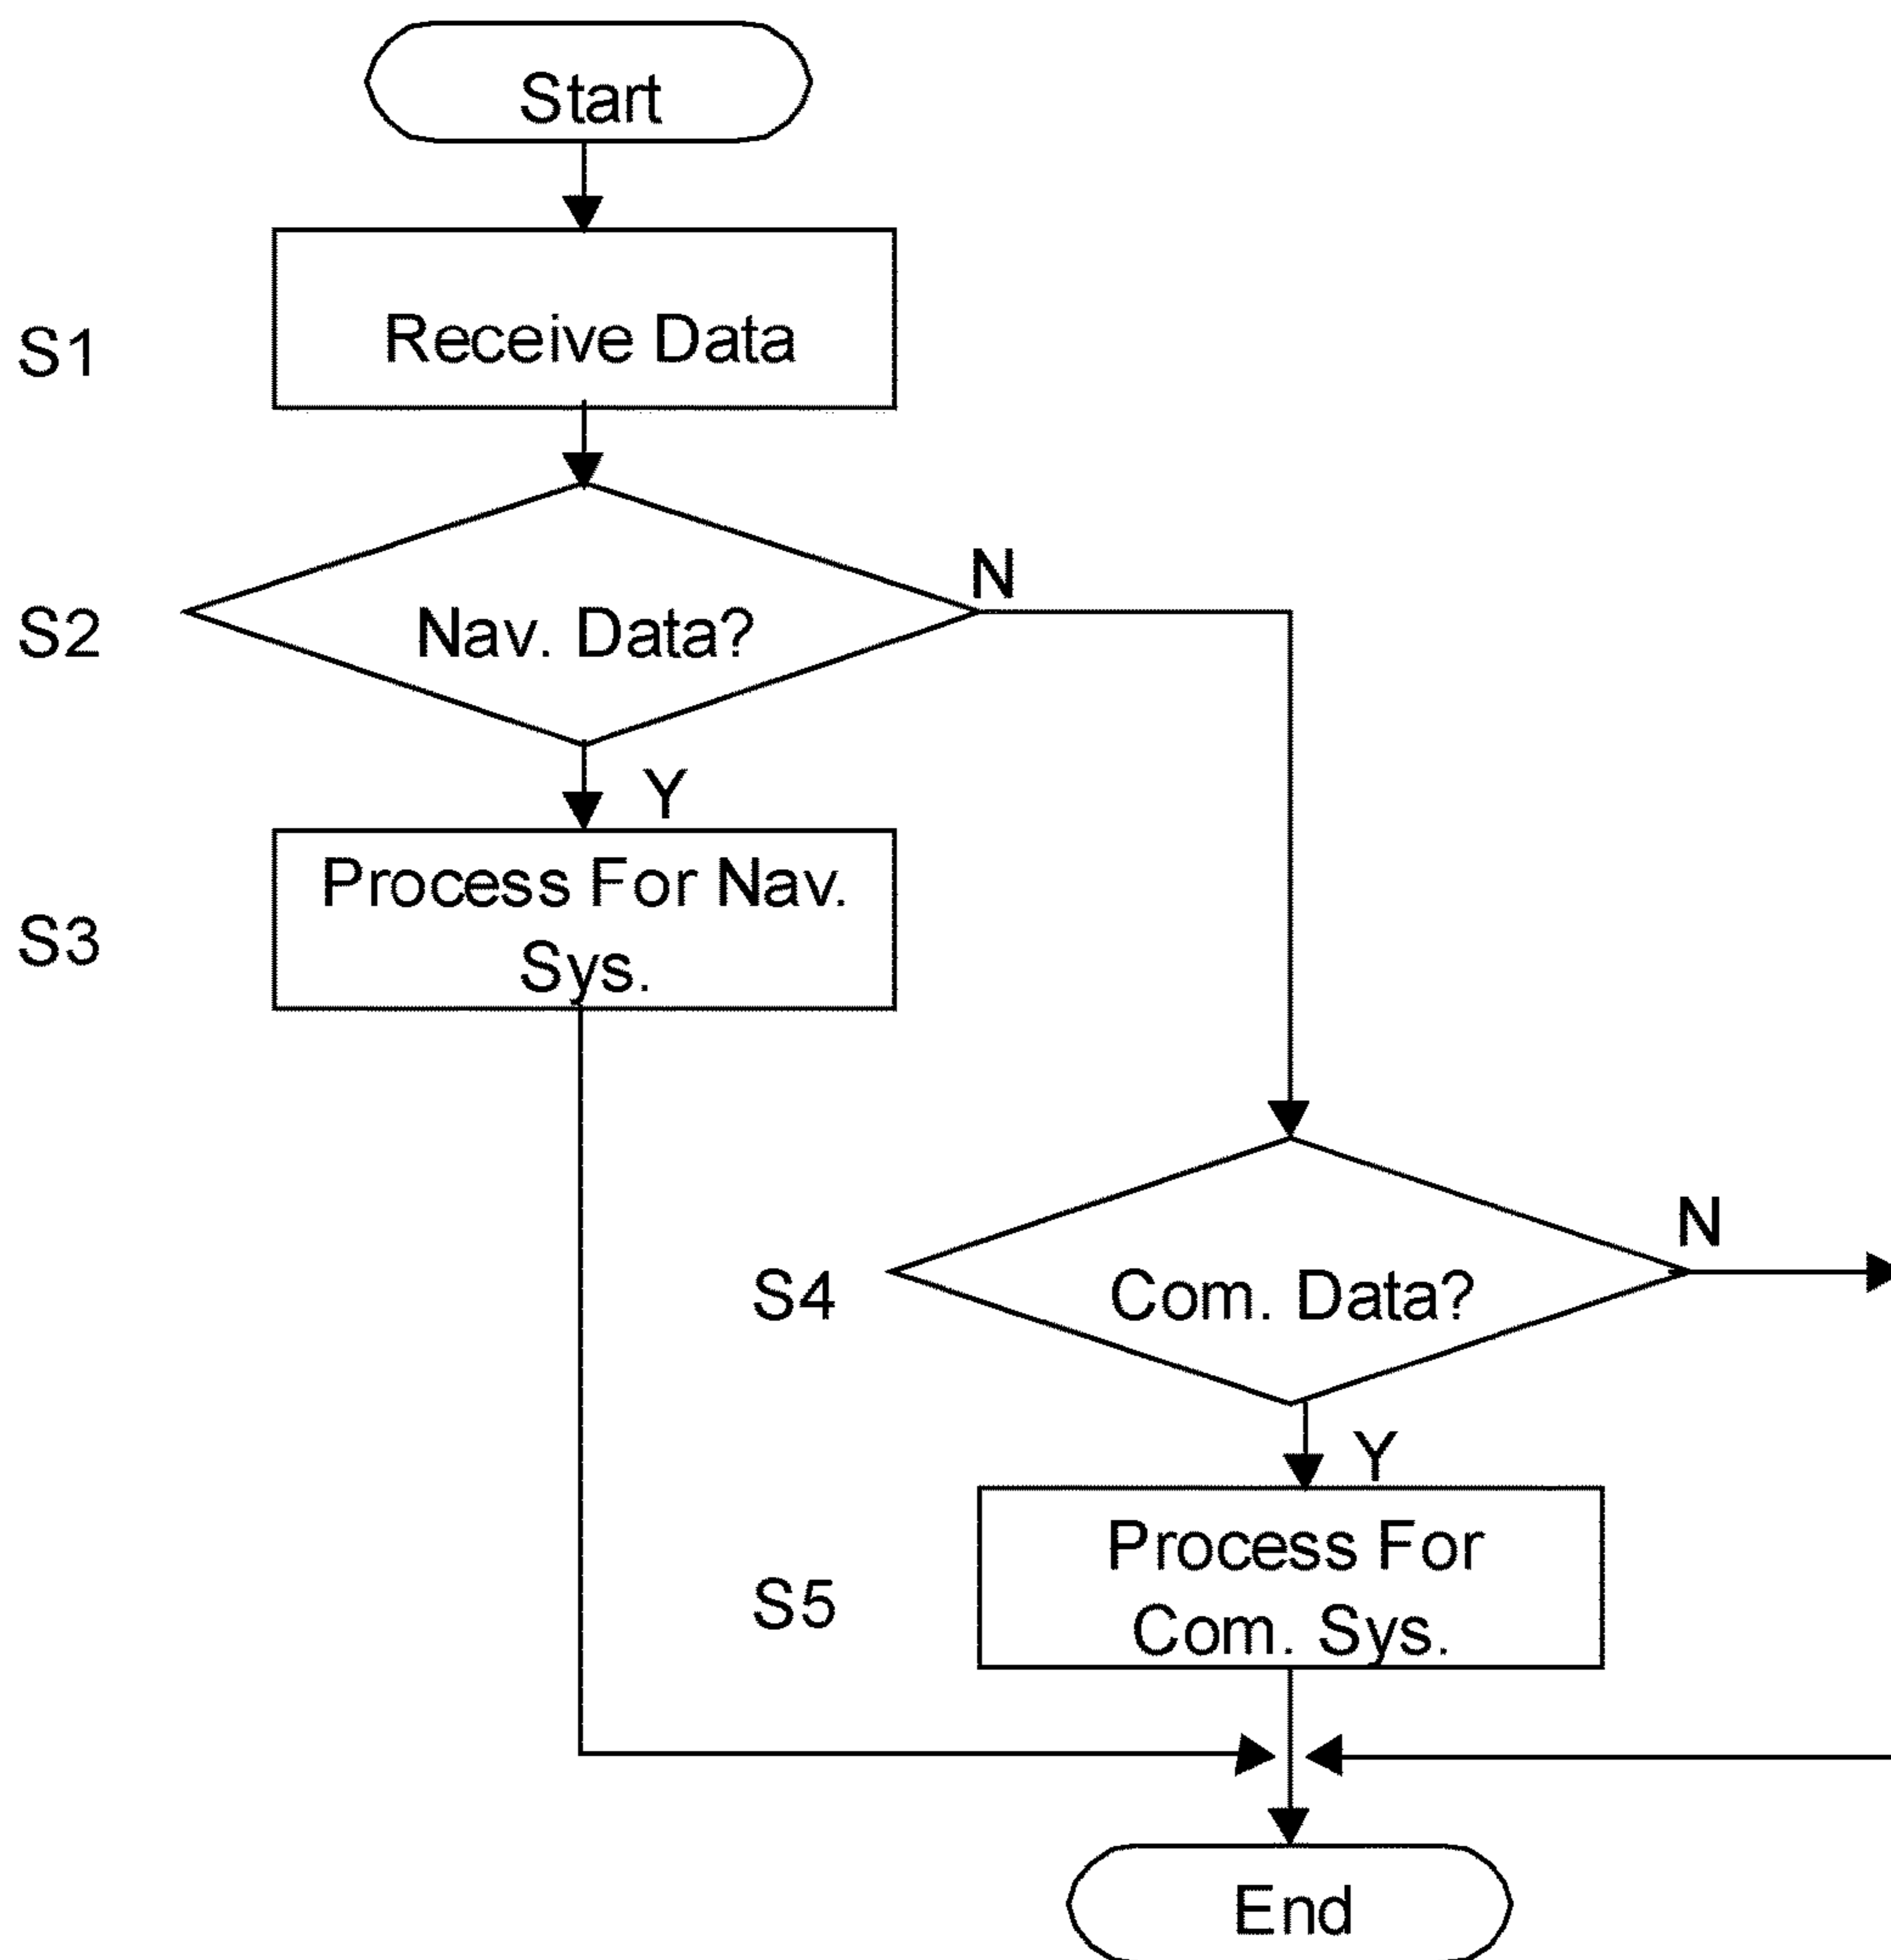 Start
S1
Receive Data
S2
Nav. Data?
N
Y
S3
Process For Nav.
Sys.
S4
Com. Data?
N
Y
S5
Process For
Com. Sys.
End